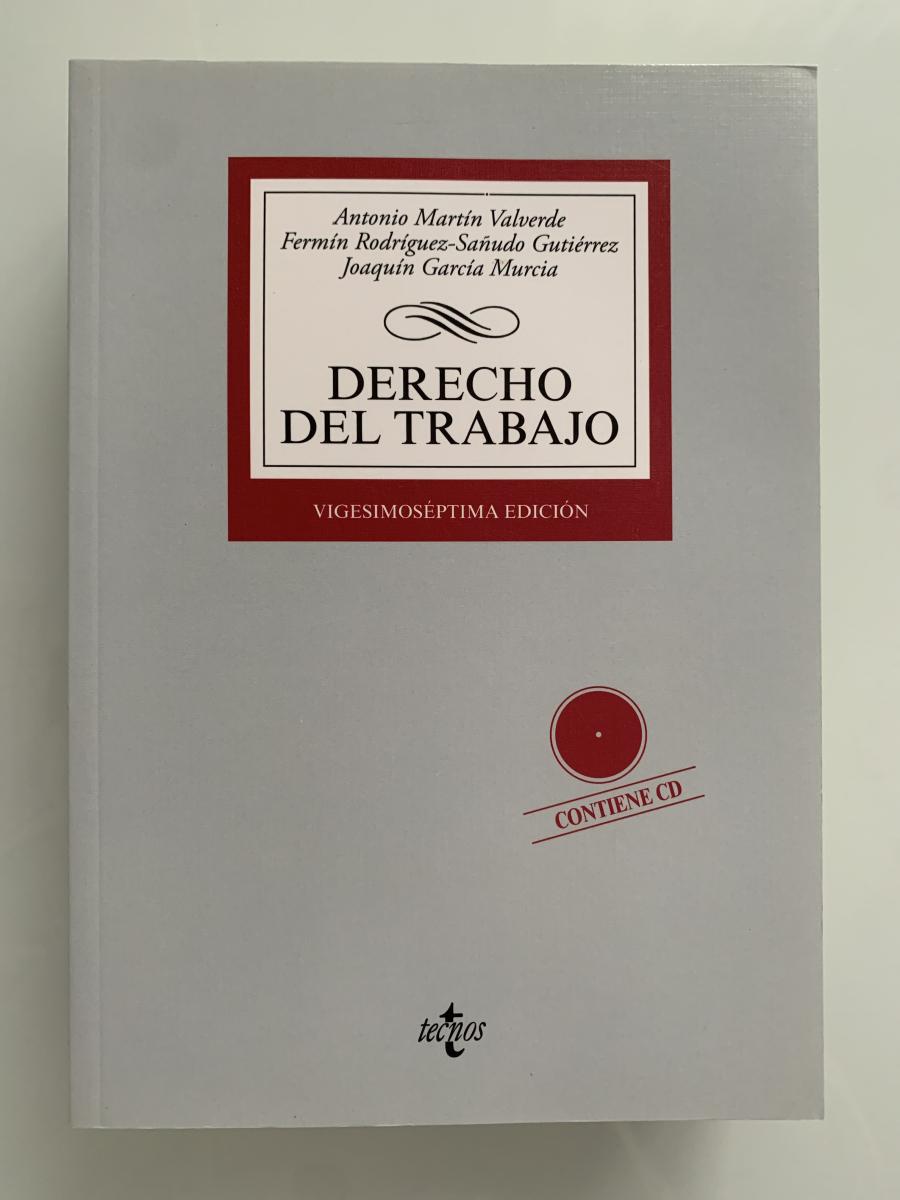 Antonio Martín Valverde
Fermín Rodríguez-Sañudo Gutiérrez
Joaquín García Murcia
DERECHO
DEL TRABAJO
VIGESIMOSÉPTIMA EDICIÓN
CONTIENE CD
tecnos